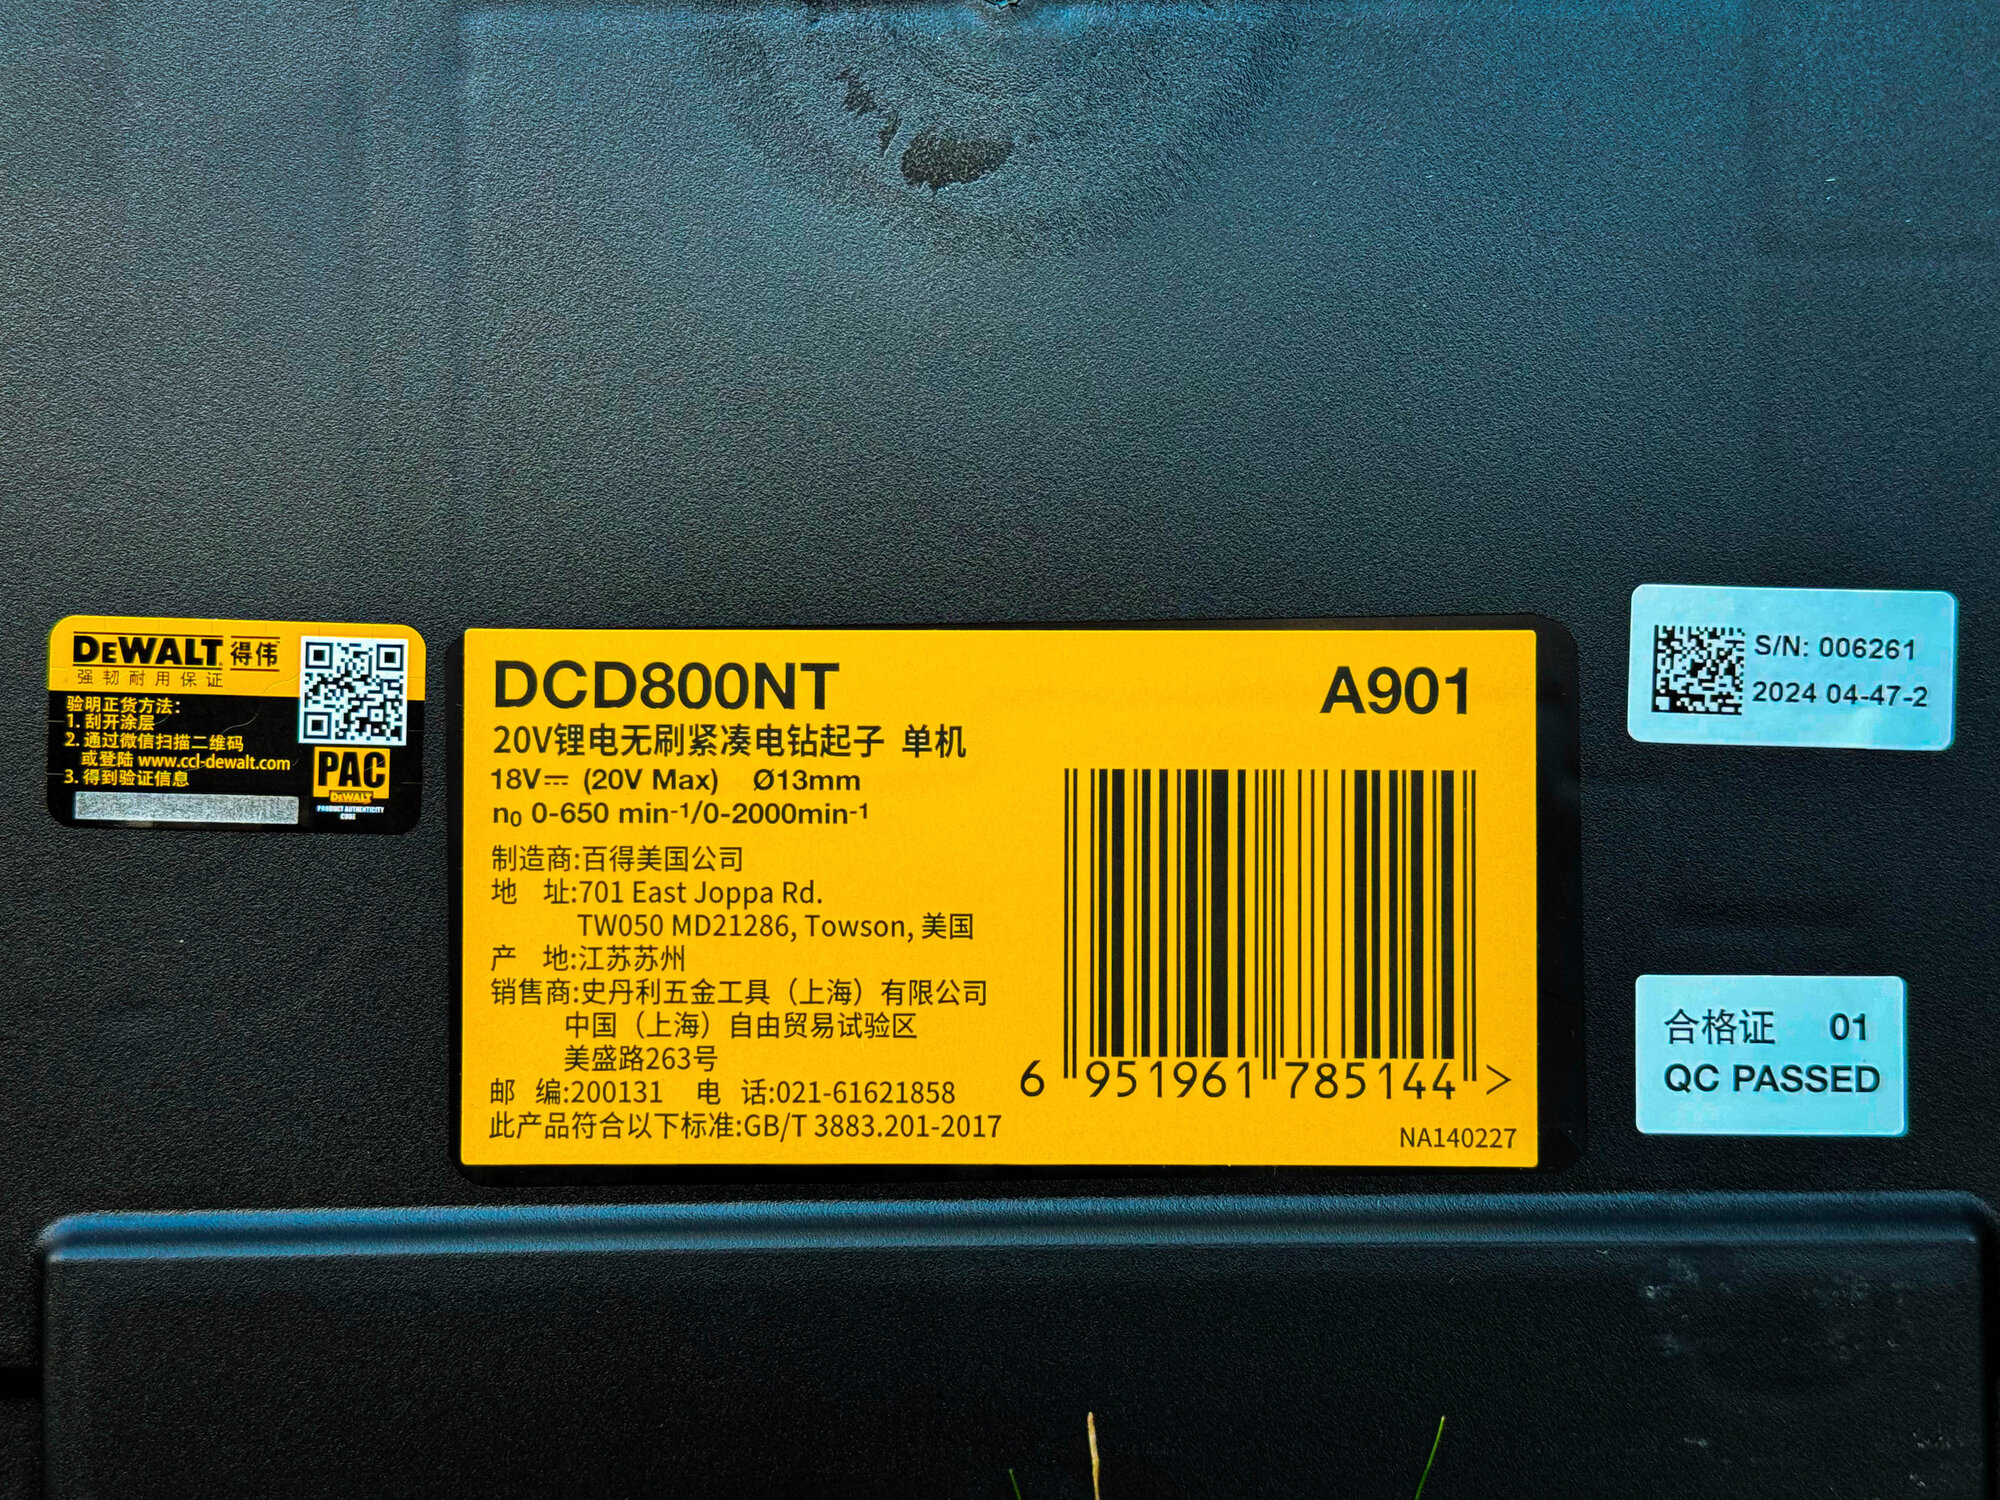 DEWALT 得伟
强韧耐用保证
验明正货方法:
1. 刮开涂层
2. 通过微信扫描二维码
或登陆 www.ccl-dewalt.com
3. 得到验证信息
PAC
DEWALT
PRODUCT AUTHENTICITY
CODE
DCD800NT A901
20V锂电无刷紧凑电钻起子 单机
18V⎓ (20V Max) Ø13mm
n₀ 0-650 min⁻¹/0-2000min⁻¹
制造商:百得美国公司
地 址:701 East Joppa Rd.
TW050 MD21286, Towson, 美国
产 地:江苏苏州
销售商:史丹利五金工具（上海）有限公司
中国（上海）自由贸易试验区
美盛路263号
邮 编:200131 电 话:021-61621858
此产品符合以下标准:GB/T 3883.201-2017
6 951961 785144 >
NA140227
S/N: 006261
2024 04-47-2
合格证 01
QC PASSED